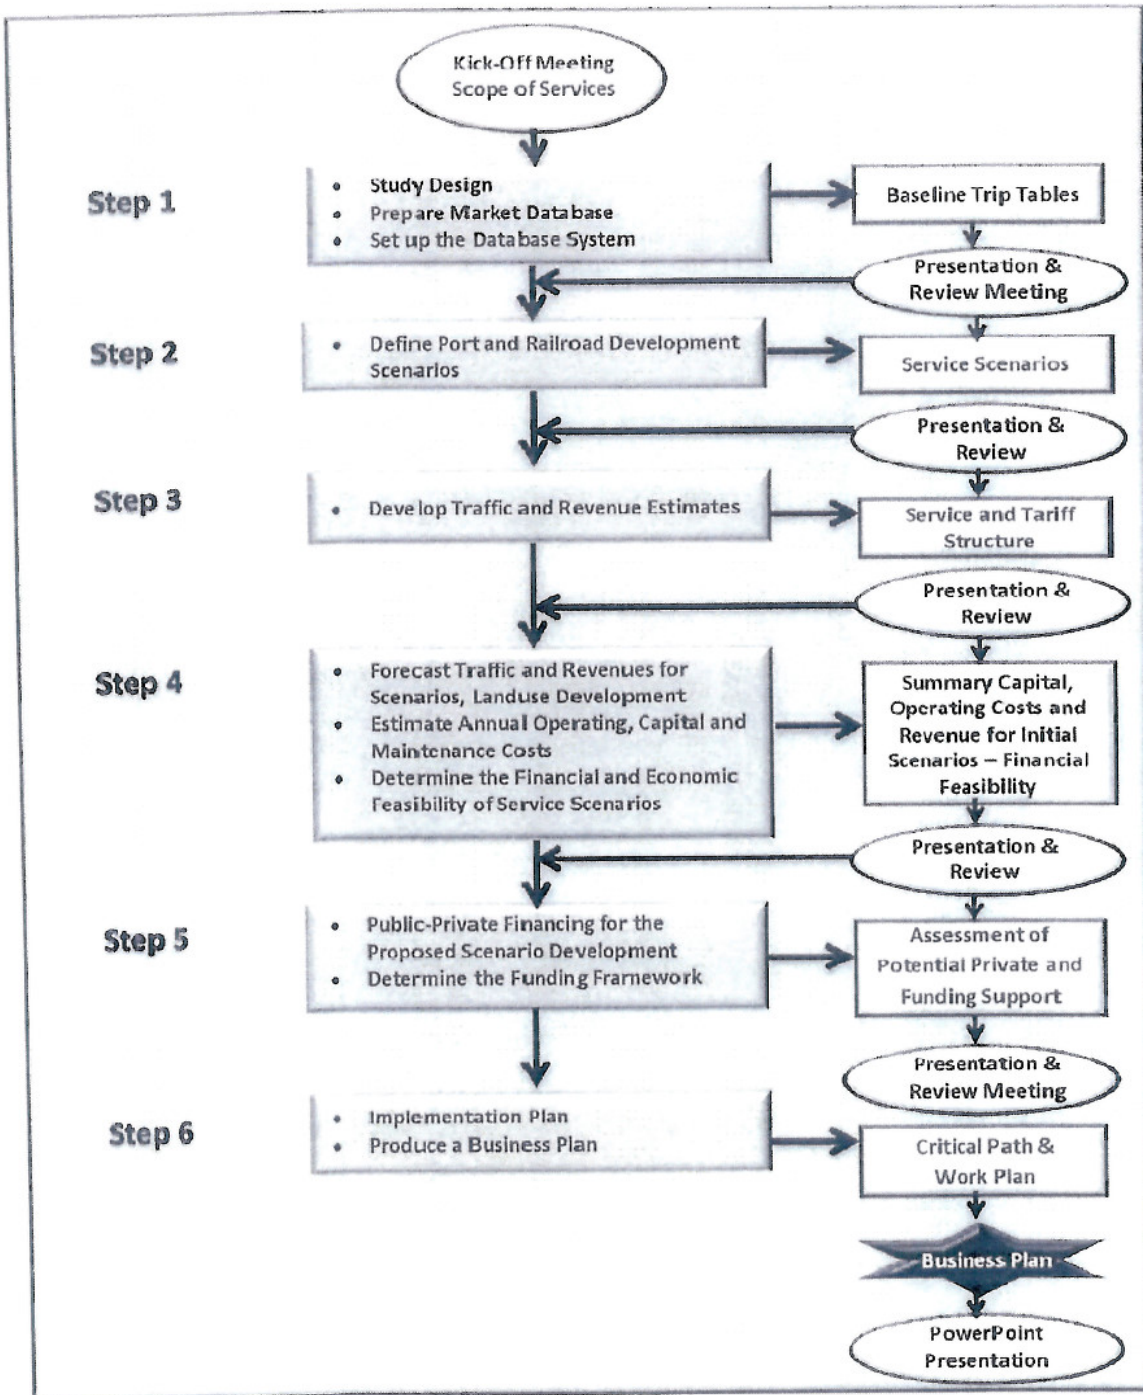 Kick-Off Meeting
Scope of Services
Step 1
• Study Design
• Prepare Market Database
• Set up the Database System
Baseline Trip Tables
Presentation &
Review Meeting
Step 2
• Define Port and Railroad Development
Scenarios
Service Scenarios
Presentation &
Review
Step 3
• Develop Traffic and Revenue Estimates
Service and Tariff
Structure
Presentation &
Review
Step 4
• Forecast Traffic and Revenues for
Scenarios, Landuse Development
• Estimate Annual Operating, Capital and
Maintenance Costs
• Determine the Financial and Economic
Feasibility of Service Scenarios
Summary Capital,
Operating Costs and
Revenue for Initial
Scenarios – Financial
Feasibility
Presentation &
Review
Step 5
• Public-Private Financing for the
Proposed Scenario Development
• Determine the Funding Framework
Assessment of
Potential Private and
Funding Support
Presentation &
Review Meeting
Step 6
• Implementation Plan
• Produce a Business Plan
Critical Path &
Work Plan
Business Plan
PowerPoint
Presentation